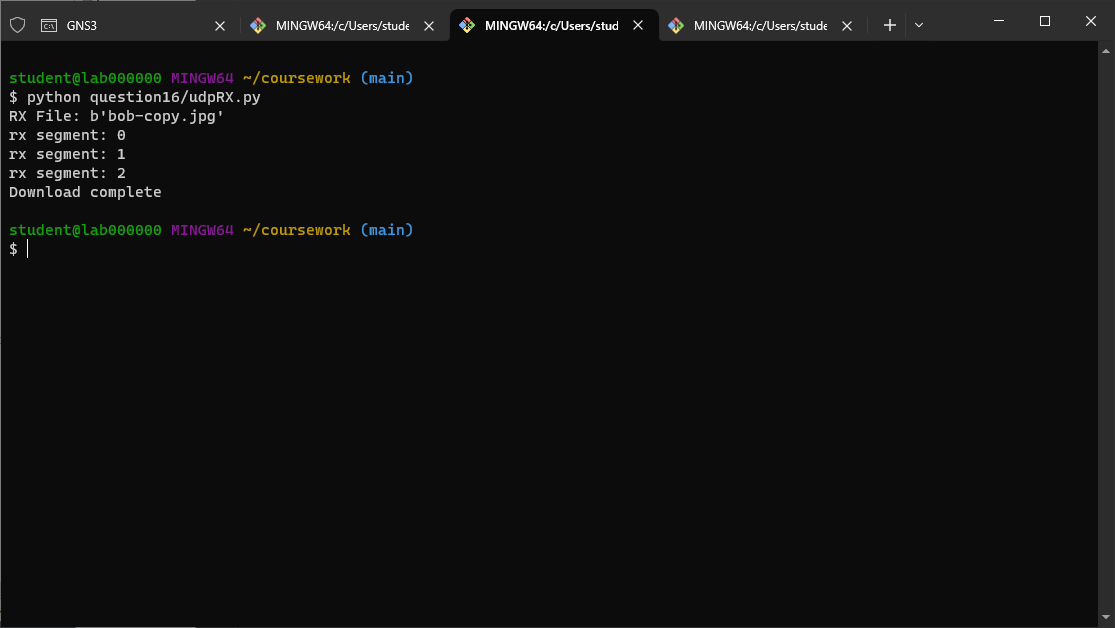 GNS3
MINGW64:/c/Users/stude
MINGW64:/c/Users/stud
MINGW64:/c/Users/stude
student@lab000000 MINGW64 ~/coursework (main)
$ python question16/udpRX.py
RX File: b'bob-copy.jpg'
rx segment: 0
rx segment: 1
rx segment: 2
Download complete
student@lab000000 MINGW64 ~/coursework (main)
$